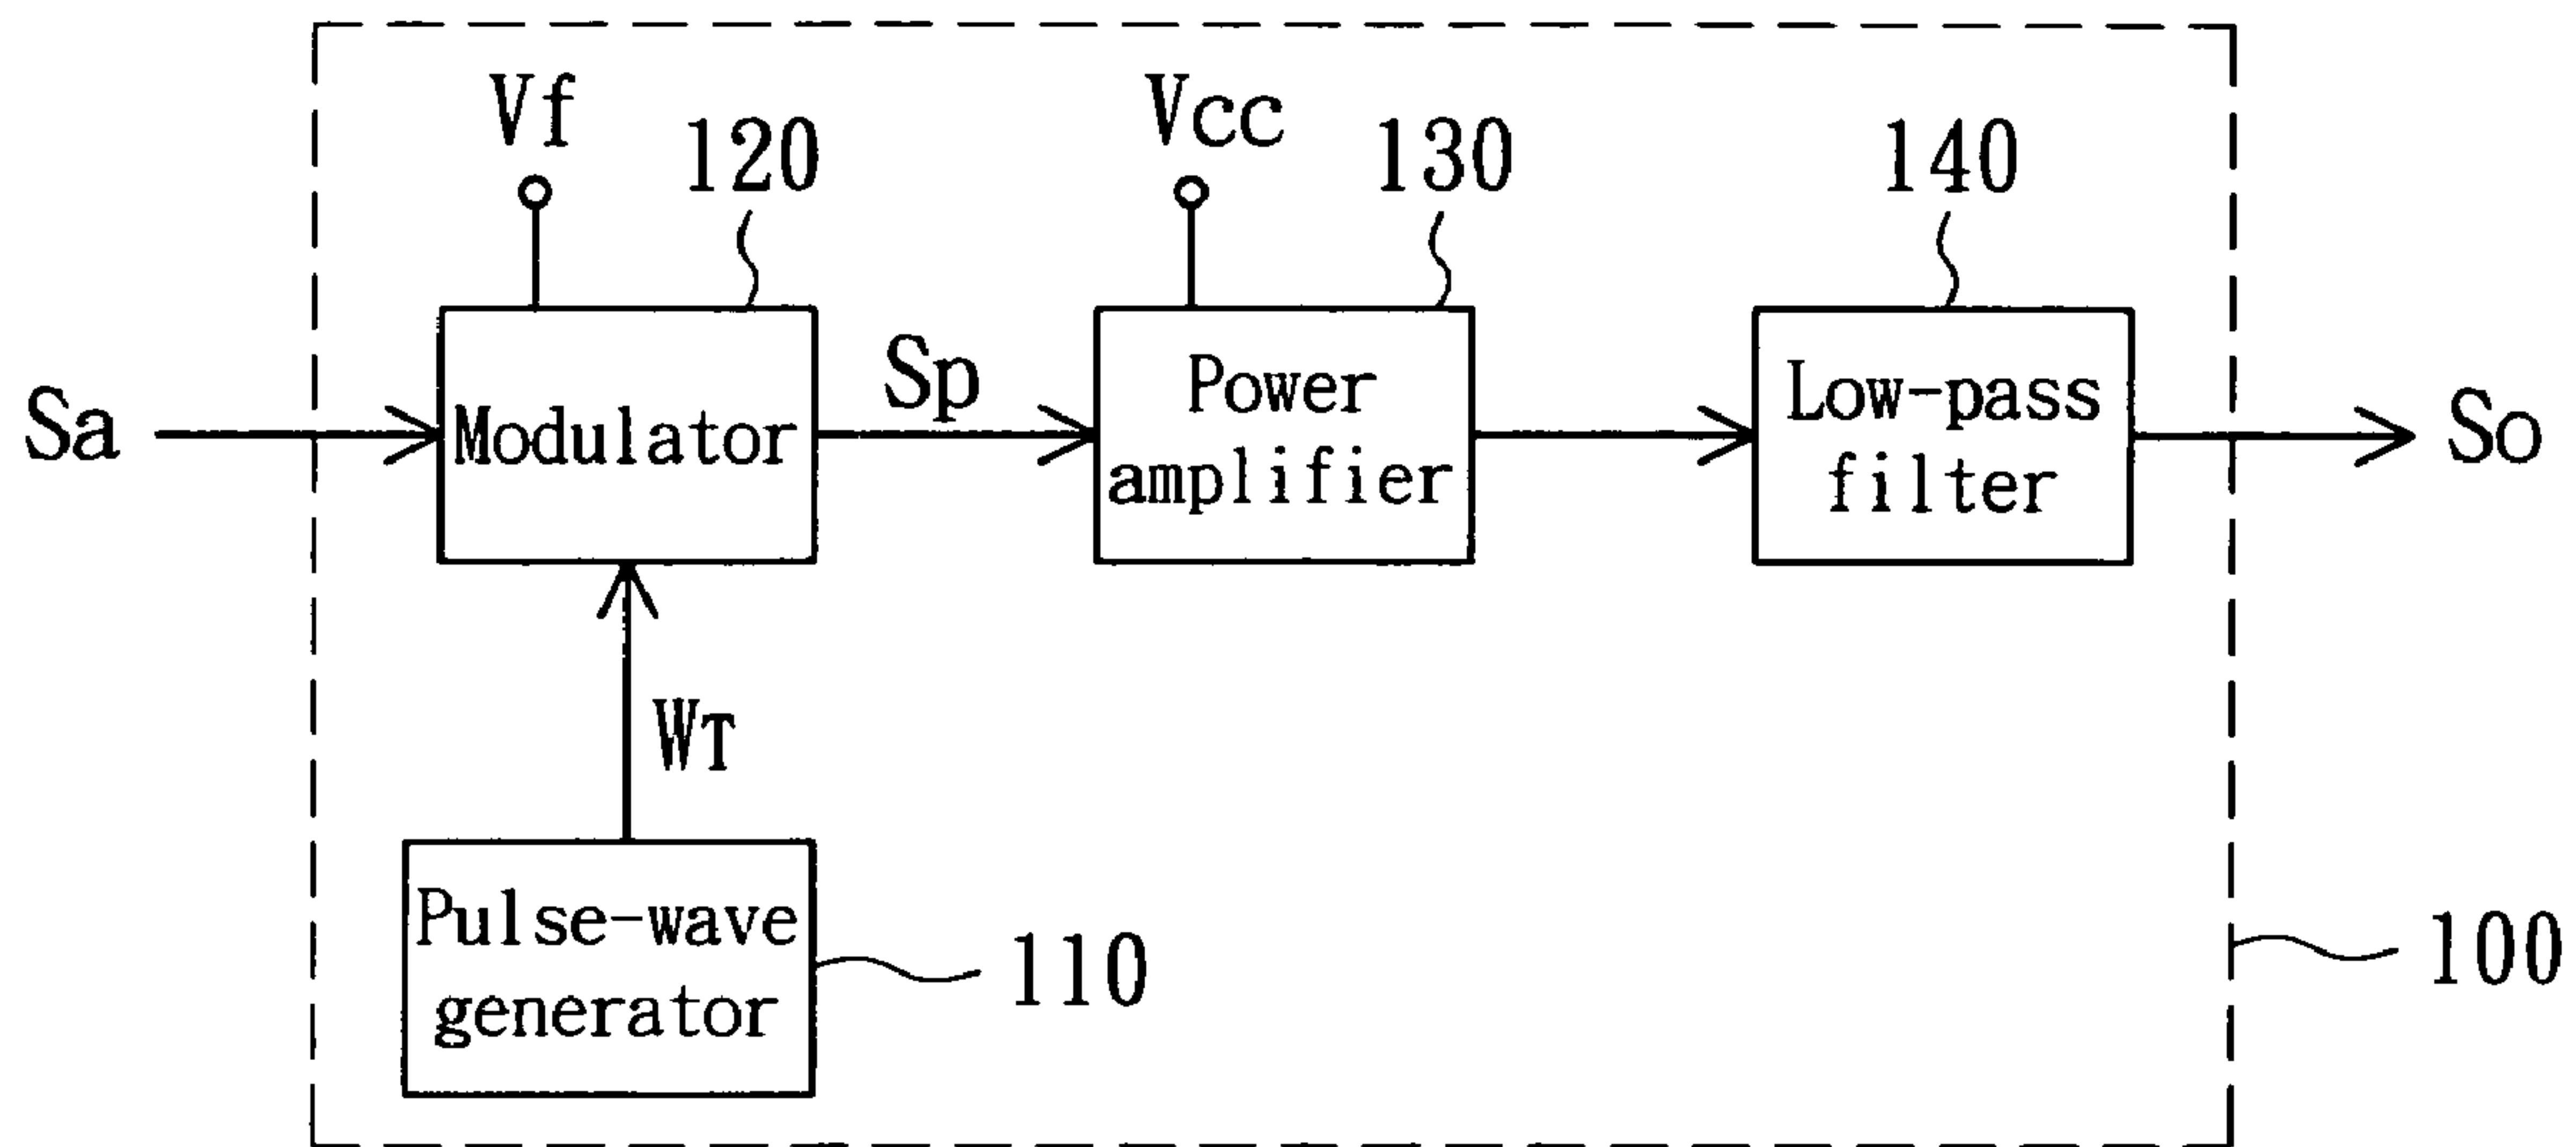 Vf
120
Vcc
130
140
Sa
Modulator
Sp
Power
amplifier
Low-pass
filter
So
WT
Pulse-wave
generator
110
100